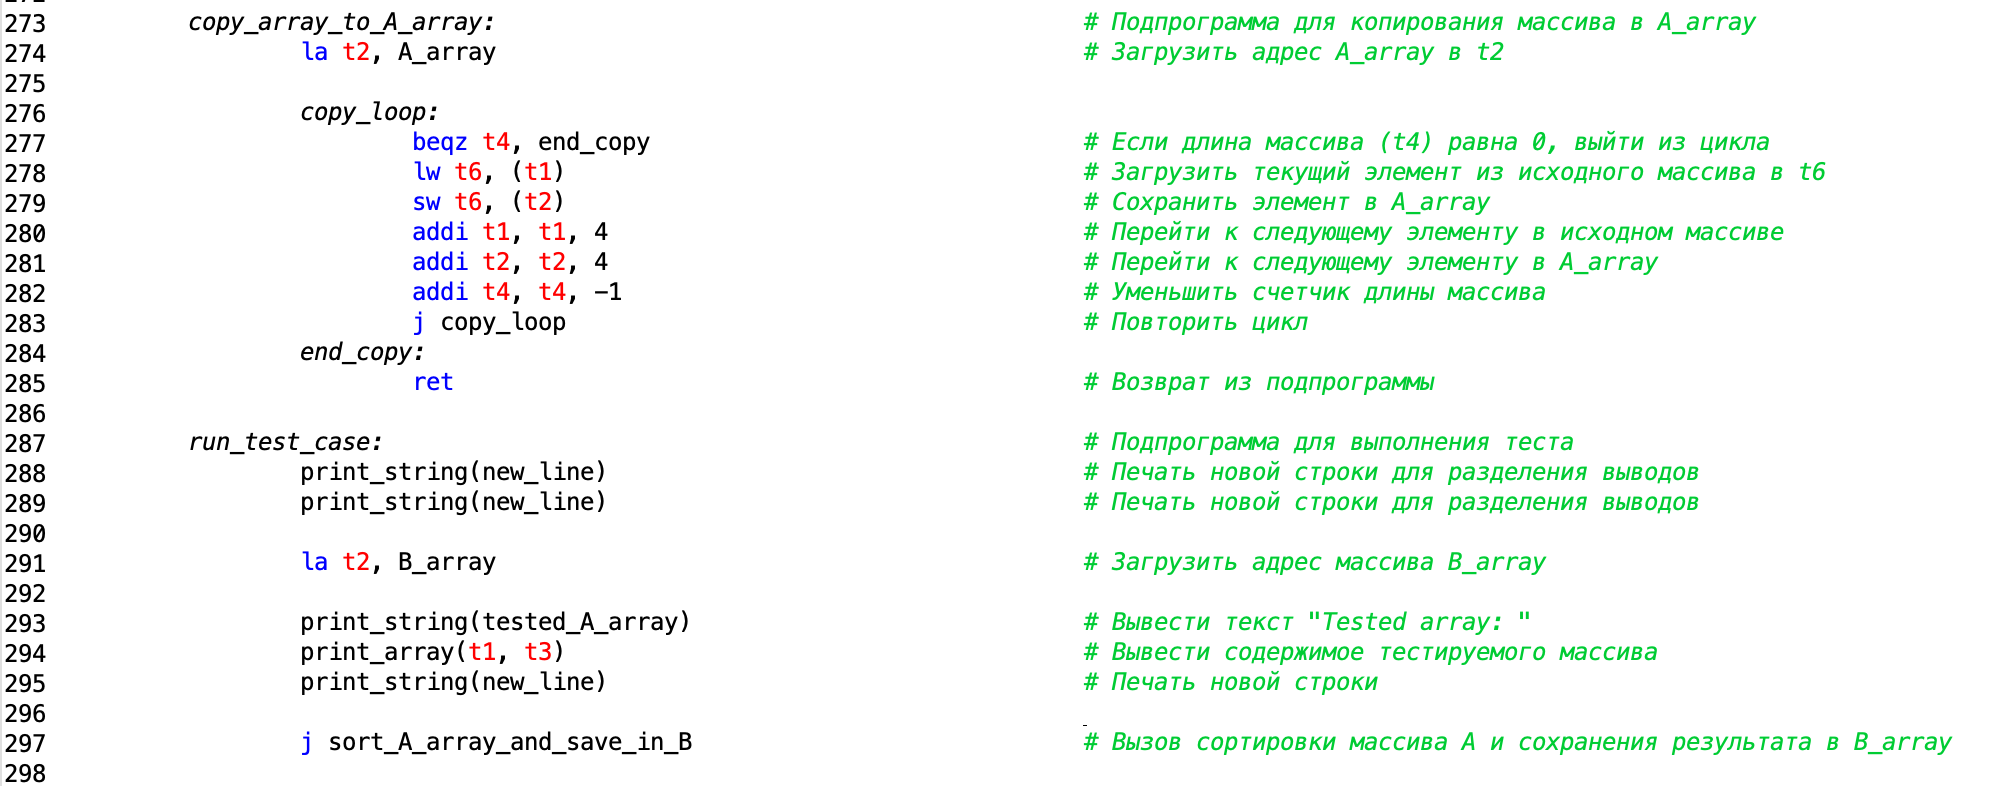 273 copy_array_to_A_array: # Подпрограмма для копирования массива в A_array
274 la t2, A_array # Загрузить адрес A_array в t2
275
276 copy_loop:
277 beqz t4, end_copy # Если длина массива (t4) равна 0, выйти из цикла
278 lw t6, (t1) # Загрузить текущий элемент из исходного массива в t6
279 sw t6, (t2) # Сохранить элемент в A_array
280 addi t1, t1, 4 # Перейти к следующему элементу в исходном массиве
281 addi t2, t2, 4 # Перейти к следующему элементу в A_array
282 addi t4, t4, -1 # Уменьшить счетчик длины массива
283 j copy_loop # Повторить цикл
284 end_copy:
285 ret # Возврат из подпрограммы
286
287 run_test_case: # Подпрограмма для выполнения теста
288 print_string(new_line) # Печать новой строки для разделения выводов
289 print_string(new_line) # Печать новой строки для разделения выводов
290
291 la t2, B_array # Загрузить адрес массива B_array
292
293 print_string(tested_A_array) # Вывести текст "Tested array: "
294 print_array(t1, t3) # Вывести содержимое тестируемого массива
295 print_string(new_line) # Печать новой строки
296
297 j sort_A_array_and_save_in_B # Вызов сортировки массива A и сохранения результата в B_array
298